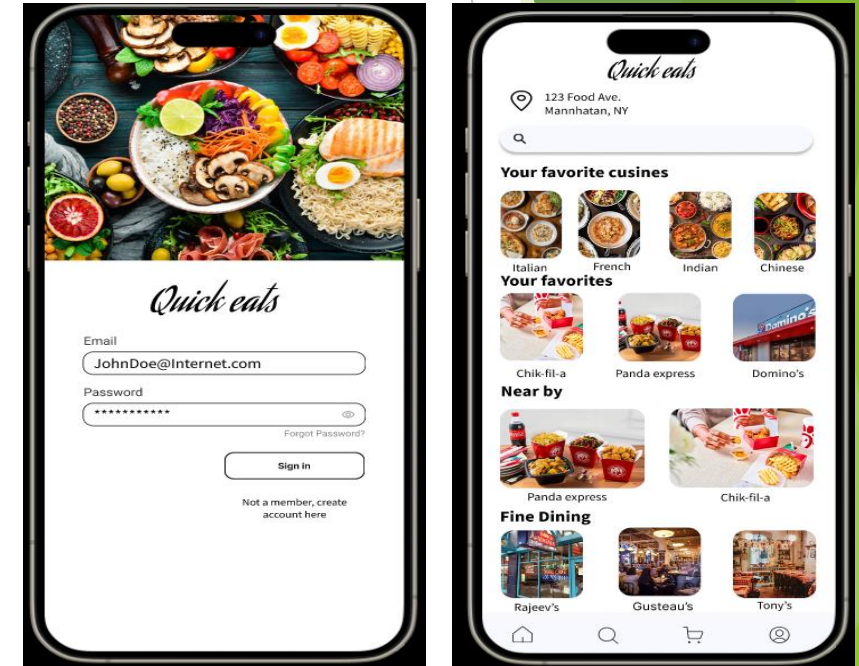 Quick eats
Email
JohnDoe@Internet.com
Password
***********
Forgot Password?
Sign in
Not a member, create
account here
Quick eats
123 Food Ave.
Mannhatan, NY
Your favorite cusines
Italian French Indian Chinese
Your favorites
Domino's
Chik-fil-a Panda express Domino's
Near by
Panda express Chik-fil-a
Fine Dining
Rajeev's Gusteau's Tony's